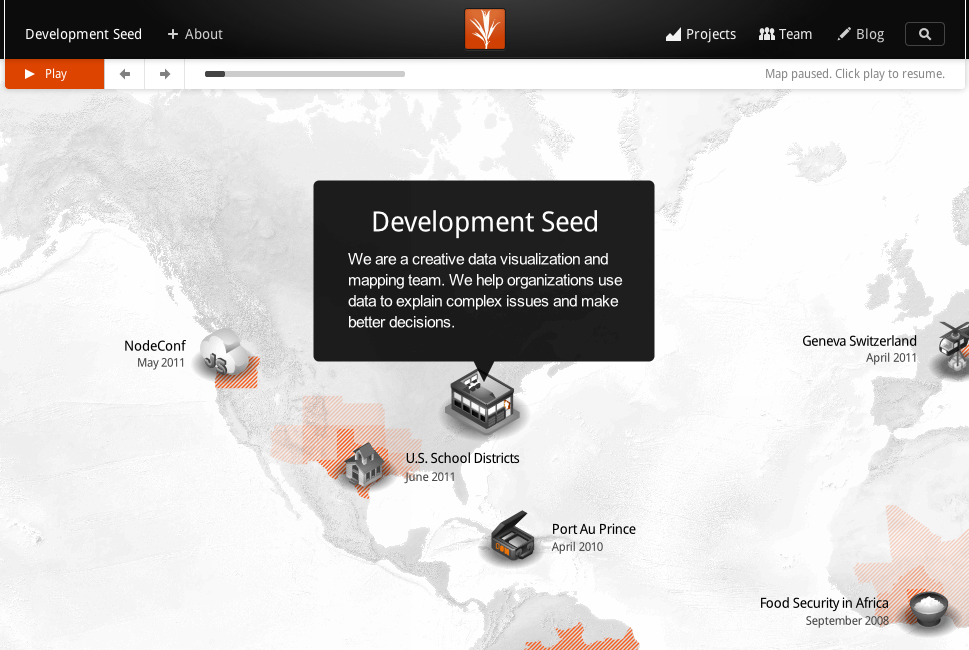 Development Seed
About
Projects
Team
Blog
Play
Map paused. Click play to resume.
Development Seed
We are a creative data visualization and
mapping team. We help organizations use
data to explain complex issues and make
better decisions.
NodeConf
May 2011
JS
Geneva Switzerland
April 2011
U.S. School Districts
June 2011
Port Au Prince
April 2010
Food Security in Africa
September 2008